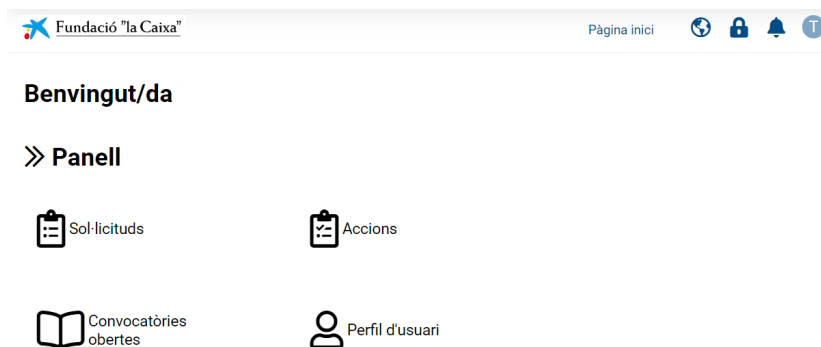 Fundació "la Caixa"
Pàgina inici
T
Benvingut/da
Panell
Sol·licituds
Accions
Convocatòries
obertes
Perfil d'usuari